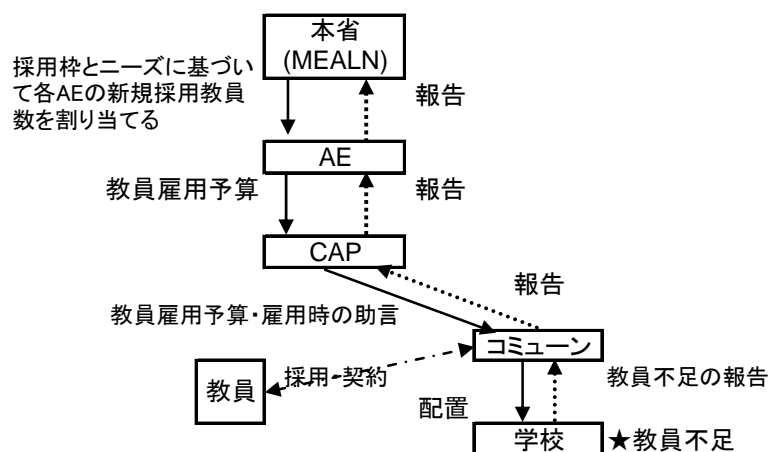 本省
(MEALN)
採用枠とニーズに基づい
て各AEの新規採用教員
数を割り当てる
報告
AE
教員雇用予算
報告
CAP
報告
教員雇用予算・雇用時の助言
コミューン
教員
採用・契約
教員不足の報告
配置
学校
★教員不足